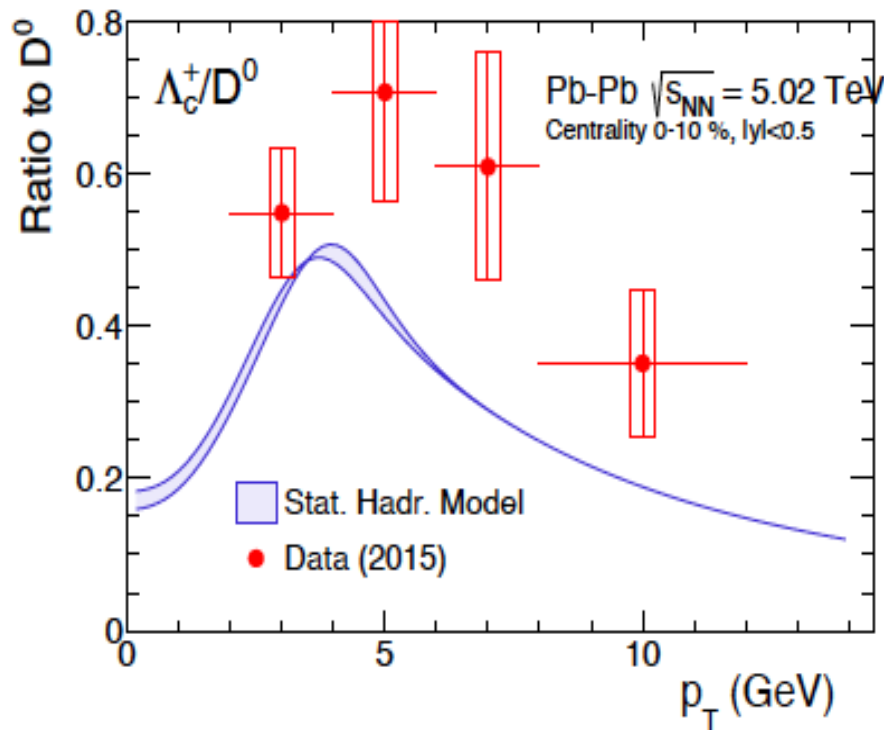 Ratio to D⁰
0.8
0.6
0.4
0.2
0
Λc⁺/D⁰
Pb-Pb √sNN = 5.02 TeV
Centrality 0-10 %, |y|<0.5
Stat. Hadr. Model
Data (2015)
0 5 10
pT (GeV)